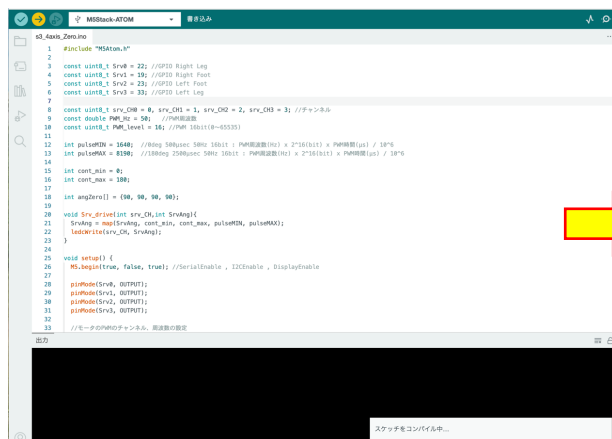 M5Stack-ATOM
書き込み
s3_4axis_Zero.ino
1 #include "M5Atom.h"
2
3 const uint8_t Srv0 = 22; //GPIO Right Leg
4 const uint8_t Srv1 = 19; //GPIO Right Foot
5 const uint8_t Srv2 = 23; //GPIO Left Foot
6 const uint8_t Srv3 = 33; //GPIO Left Leg
7
8 const uint8_t srv_CH0 = 0, srv_CH1 = 1, srv_CH2 = 2, srv_CH3 = 3; //チャンネル
9 const double PWM_Hz = 50; //PWM周波数
10 const uint8_t PWM_level = 16; //PWM 16bit(0~65535)
11
12 int pulseMIN = 1640; //0deg 500μsec 50Hz 16bit : PWM周波数(Hz) x 2^16(bit) x PWM時間(μs) / 10^6
13 int pulseMAX = 8190; //180deg 2500μsec 50Hz 16bit : PWM周波数(Hz) x 2^16(bit) x PWM時間(μs) / 10^6
14
15 int cont_min = 0;
16 int cont_max = 180;
17
18 int angZero[] = {90, 90, 90, 90};
19
20 void Srv_drive(int srv_CH,int SrvAng){
21 SrvAng = map(SrvAng, cont_min, cont_max, pulseMIN, pulseMAX);
22 ledcWrite(srv_CH, SrvAng);
23 }
24
25 void setup() {
26 M5.begin(true, false, true); //SerialEnable , I2CEnable , DisplayEnable
27
28 pinMode(Srv0, OUTPUT);
29 pinMode(Srv1, OUTPUT);
30 pinMode(Srv2, OUTPUT);
31 pinMode(Srv3, OUTPUT);
32
33 //モータのPWMのチャンネル、周波数の設定
出力
スケッチをコンパイル中...